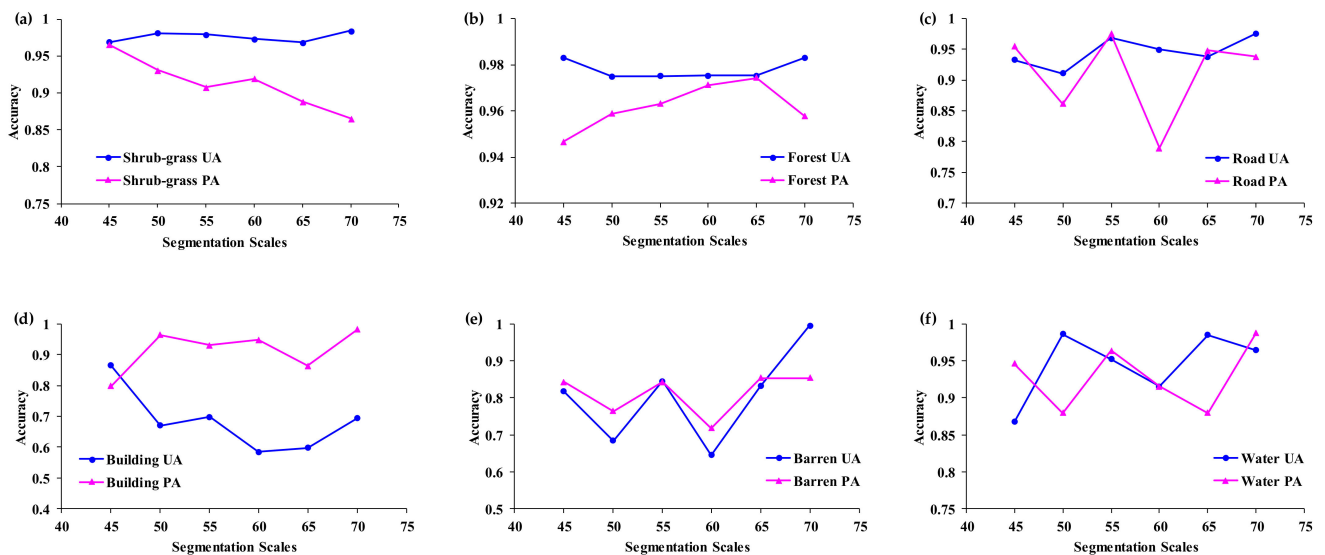 (a)
1
0.95
0.9
0.85
0.8
0.75
Accuracy
Shrub-grass UA
Shrub-grass PA
40 45 50 55 60 65 70 75
Segmentation Scales
(b)
1
0.98
0.96
0.94
0.92
Accuracy
Forest UA
Forest PA
40 45 50 55 60 65 70 75
Segmentation Scales
(c)
1
0.95
0.9
0.85
0.8
0.75
0.7
Accuracy
Road UA
Road PA
40 45 50 55 60 65 70 75
Segmentation Scales
(d)
1
0.9
0.8
0.7
0.6
0.5
0.4
Accuracy
Building UA
Building PA
40 45 50 55 60 65 70 75
Segmentation Scales
(e)
1
0.9
0.8
0.7
0.6
0.5
Accuracy
Barren UA
Barren PA
40 45 50 55 60 65 70 75
Segmentation Scales
(f)
1
0.95
0.9
0.85
0.8
0.75
Accuracy
Water UA
Water PA
40 45 50 55 60 65 70 75
Segmentation Scales